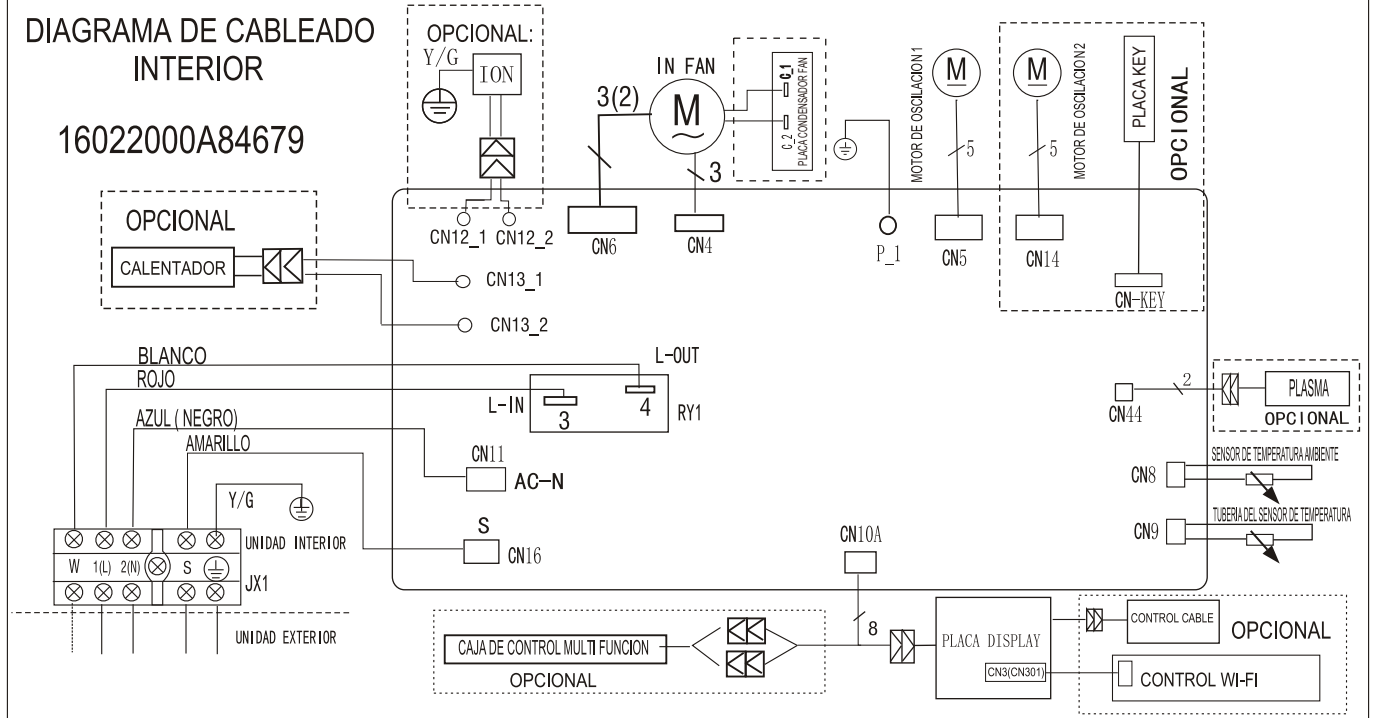 DIAGRAMA DE CABLEADO
INTERIOR
16022000A84679
OPCIONAL:
Y/G
ION
CN12_1
CN12_2
IN FAN
M
3(2)
3
CN6
CN4
C_1
C_2
PLACA CONDENSADOR FAN
P_1
MOTOR DE OSCILACION1
M
5
CN5
M
5
MOTOR DE OSCILACION2
CN14
PLACA KEY
OPCIONAL
CN-KEY
OPCIONAL
CALENTADOR
CN13_1
CN13_2
BLANCO
ROJO
AZUL ( NEGRO)
AMARILLO
Y/G
L-OUT
L-IN
3
4
RY1
CN11
AC-N
S
CN16
UNIDAD INTERIOR
W 1(L) 2(N) S
JX1
UNIDAD EXTERIOR
CN44
2
PLASMA
OPCIONAL
CN8
SENSOR DE TEMPERATURA AMBIENTE
CN9
TUBERIA DEL SENSOR DE TEMPERATURA
CN10A
8
CAJA DE CONTROL MULTI FUNCION
OPCIONAL
PLACA DISPLAY
CN3(CN301)
CONTROL CABLE
OPCIONAL
CONTROL WI-FI